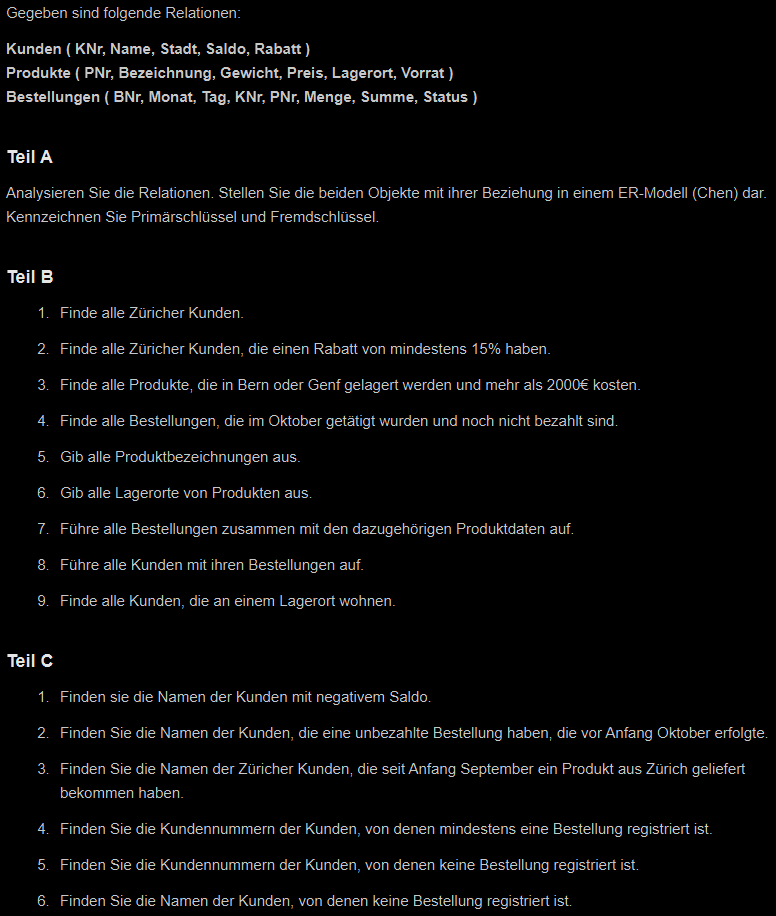 Gegeben sind folgende Relationen:
Kunden ( KNr, Name, Stadt, Saldo, Rabatt )
Produkte ( PNr, Bezeichnung, Gewicht, Preis, Lagerort, Vorrat )
Bestellungen ( BNr, Monat, Tag, KNr, PNr, Menge, Summe, Status )
Teil A
Analysieren Sie die Relationen. Stellen Sie die beiden Objekte mit ihrer Beziehung in einem ER-Modell (Chen) dar.
Kennzeichnen Sie Primärschlüssel und Fremdschlüssel.
Teil B
1. Finde alle Züricher Kunden.
2. Finde alle Züricher Kunden, die einen Rabatt von mindestens 15% haben.
3. Finde alle Produkte, die in Bern oder Genf gelagert werden und mehr als 2000€ kosten.
4. Finde alle Bestellungen, die im Oktober getätigt wurden und noch nicht bezahlt sind.
5. Gib alle Produktbezeichnungen aus.
6. Gib alle Lagerorte von Produkten aus.
7. Führe alle Bestellungen zusammen mit den dazugehörigen Produktdaten auf.
8. Führe alle Kunden mit ihren Bestellungen auf.
9. Finde alle Kunden, die an einem Lagerort wohnen.
Teil C
1. Finden sie die Namen der Kunden mit negativem Saldo.
2. Finden Sie die Namen der Kunden, die eine unbezahlte Bestellung haben, die vor Anfang Oktober erfolgte.
3. Finden Sie die Namen der Züricher Kunden, die seit Anfang September ein Produkt aus Zürich geliefert
bekommen haben.
4. Finden Sie die Kundennummern der Kunden, von denen mindestens eine Bestellung registriert ist.
5. Finden Sie die Kundennummern der Kunden, von denen keine Bestellung registriert ist.
6. Finden Sie die Namen der Kunden, von denen keine Bestellung registriert ist.